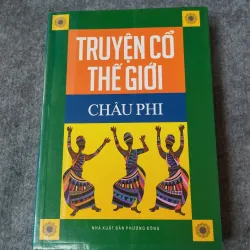 TRUYỆN CỔ
THẾ GIỚI
CHÂU PHI
NHÀ XUẤT BẢN PHƯƠNG ĐÔNG